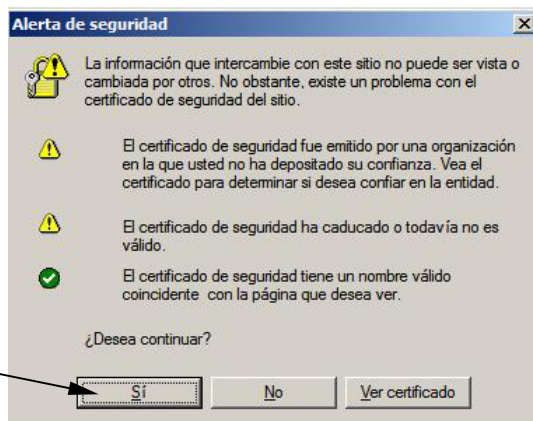 Alerta de seguridad
La información que intercambie con este sitio no puede ser vista o
cambiada por otros. No obstante, existe un problema con el
certificado de seguridad del sitio.
El certificado de seguridad fue emitido por una organización
en la que usted no ha depositado su confianza. Vea el
certificado para determinar si desea confiar en la entidad.
El certificado de seguridad ha caducado o todavía no es
válido.
El certificado de seguridad tiene un nombre válido
coincidente con la página que desea ver.
¿Desea continuar?
Sí No Ver certificado